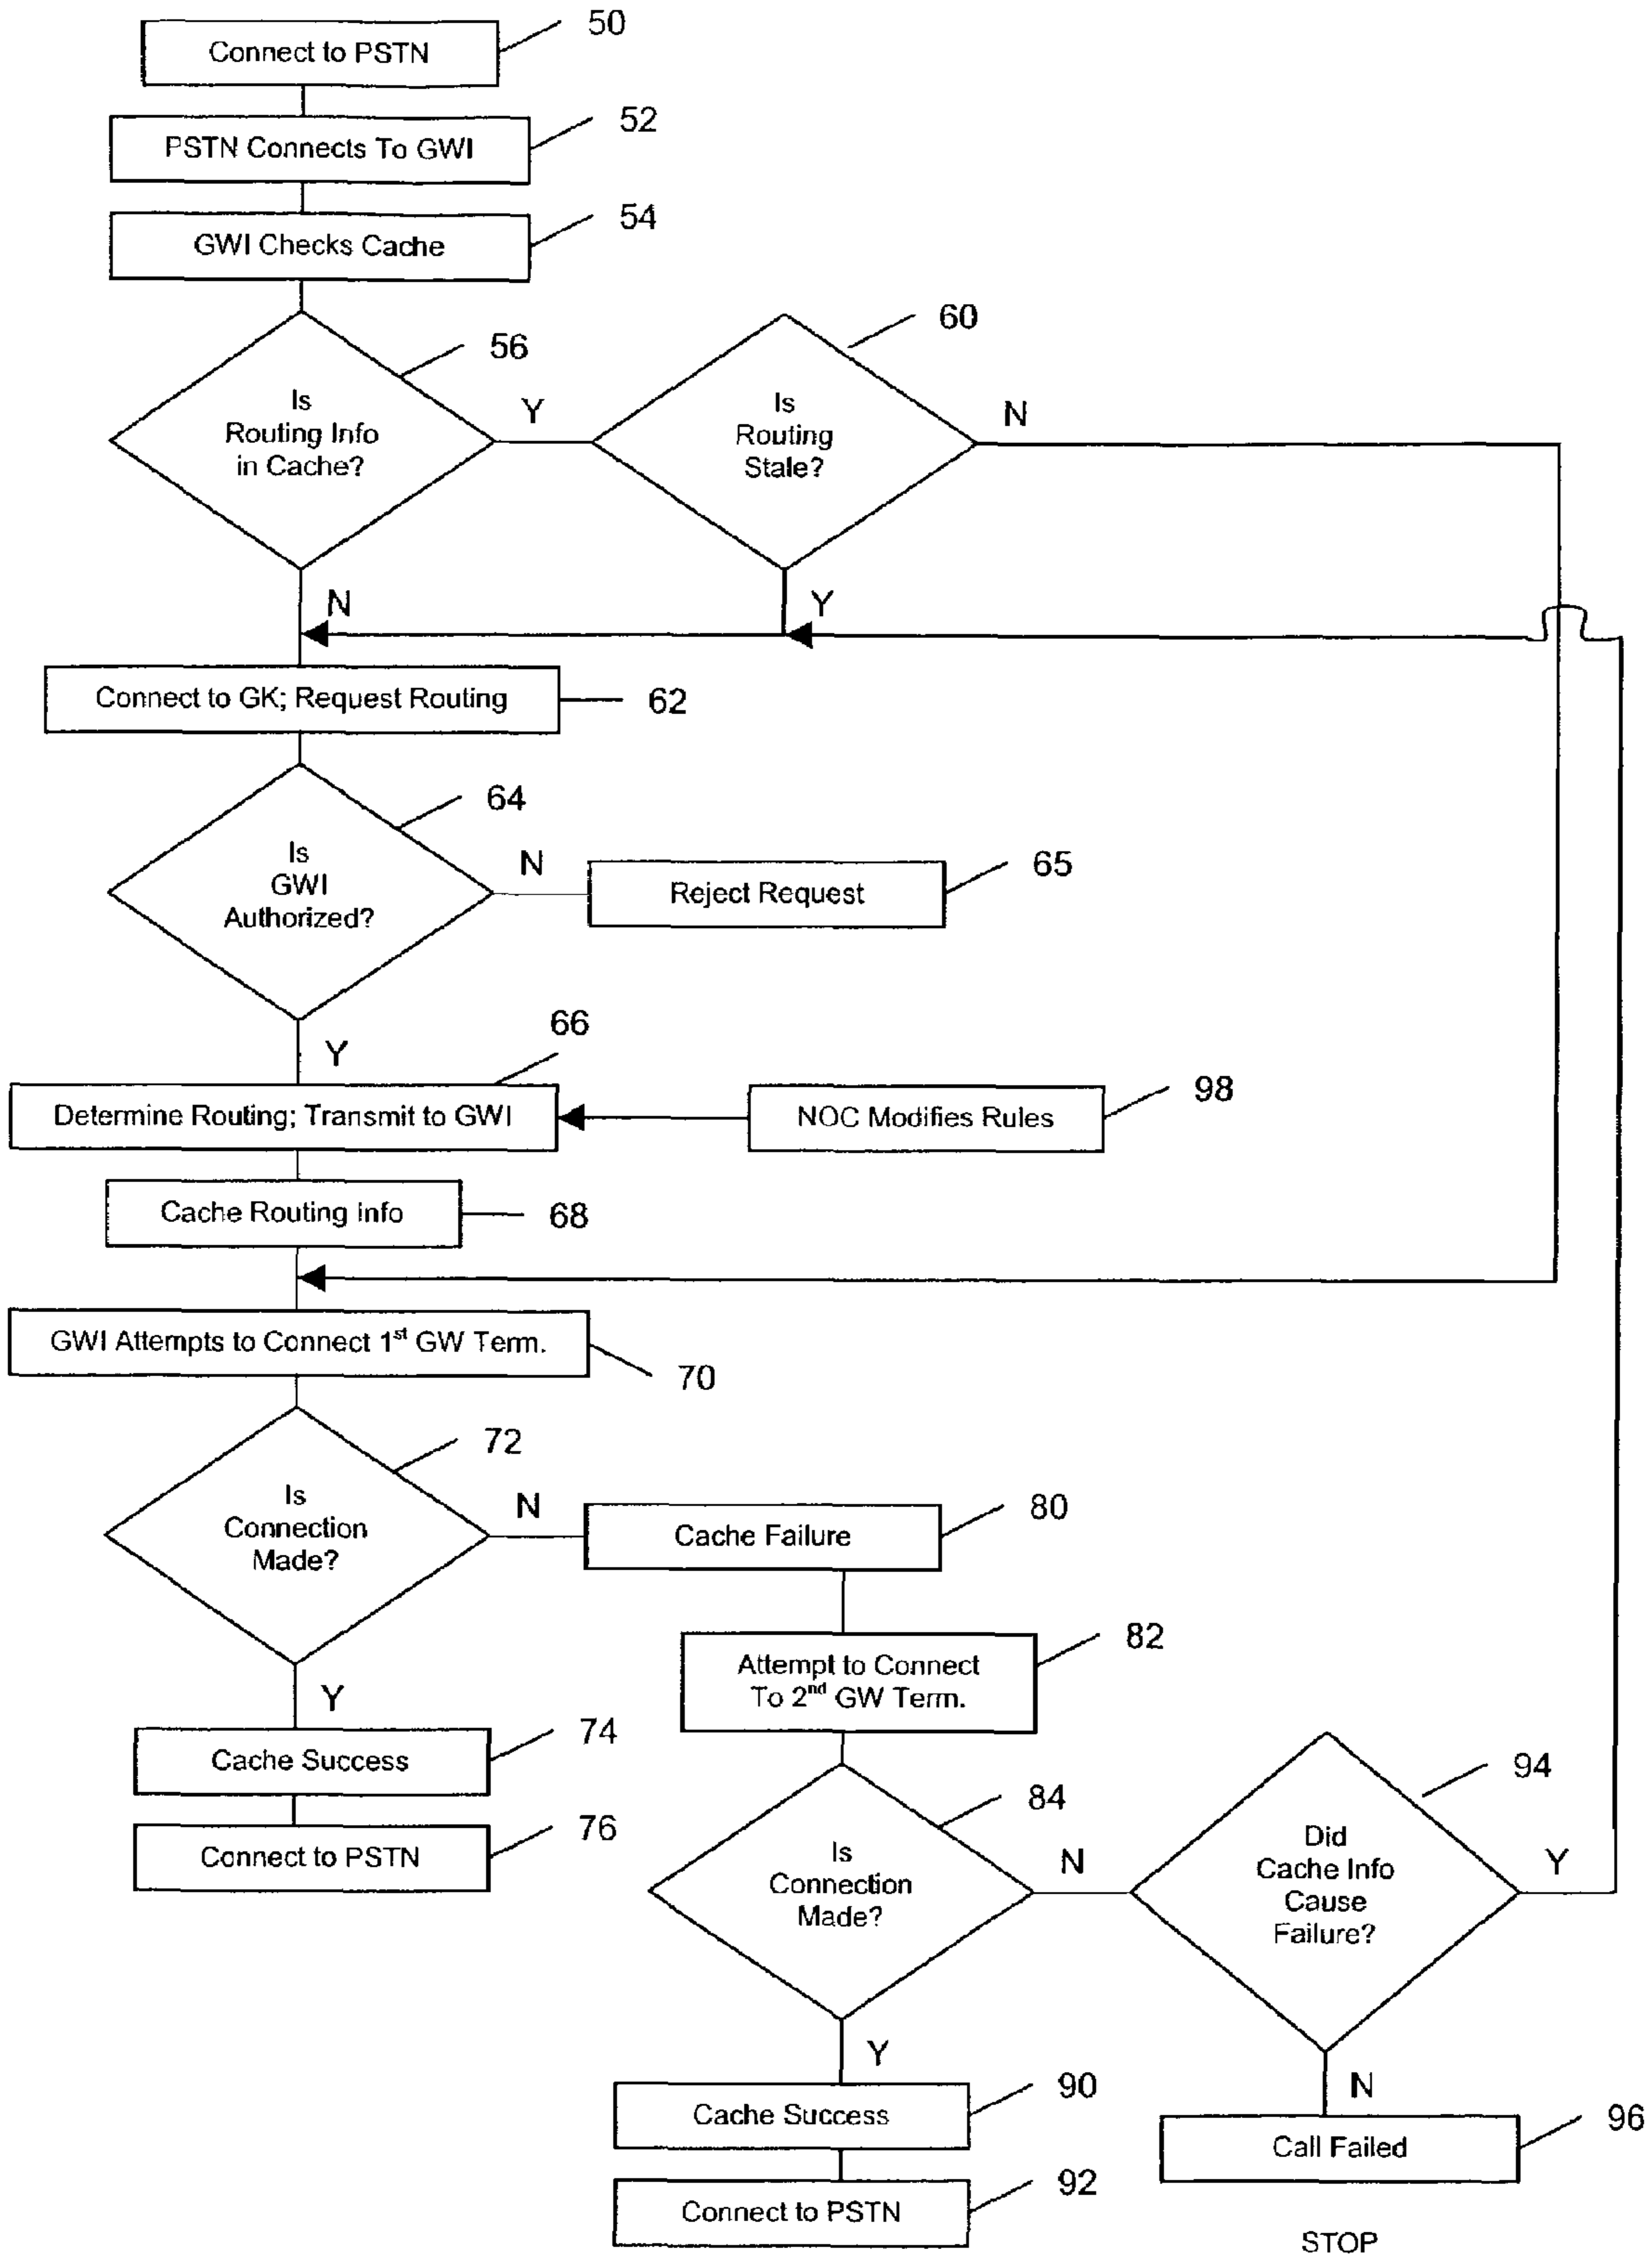 50
Connect to PSTN
52
PSTN Connects To GWI
54
GWI Checks Cache
60
56
Is
Routing Info
in Cache?
Y
Is
Routing
Stale?
N
N
Y
Connect to GK; Request Routing
62
64
Is
GWI
Authorized?
N
Reject Request
65
Y
66
Determine Routing; Transmit to GWI
NOC Modifies Rules
98
Cache Routing info
68
GWI Attempts to Connect 1st GW Term.
70
72
Is
Connection
Made?
N
Cache Failure
80
Attempt to Connect
To 2nd GW Term.
82
Y
Cache Success
74
Connect to PSTN
76
84
Is
Connection
Made?
N
94
Did
Cache Info
Cause
Failure?
Y
Y
Cache Success
90
Connect to PSTN
92
N
Call Failed
96
STOP